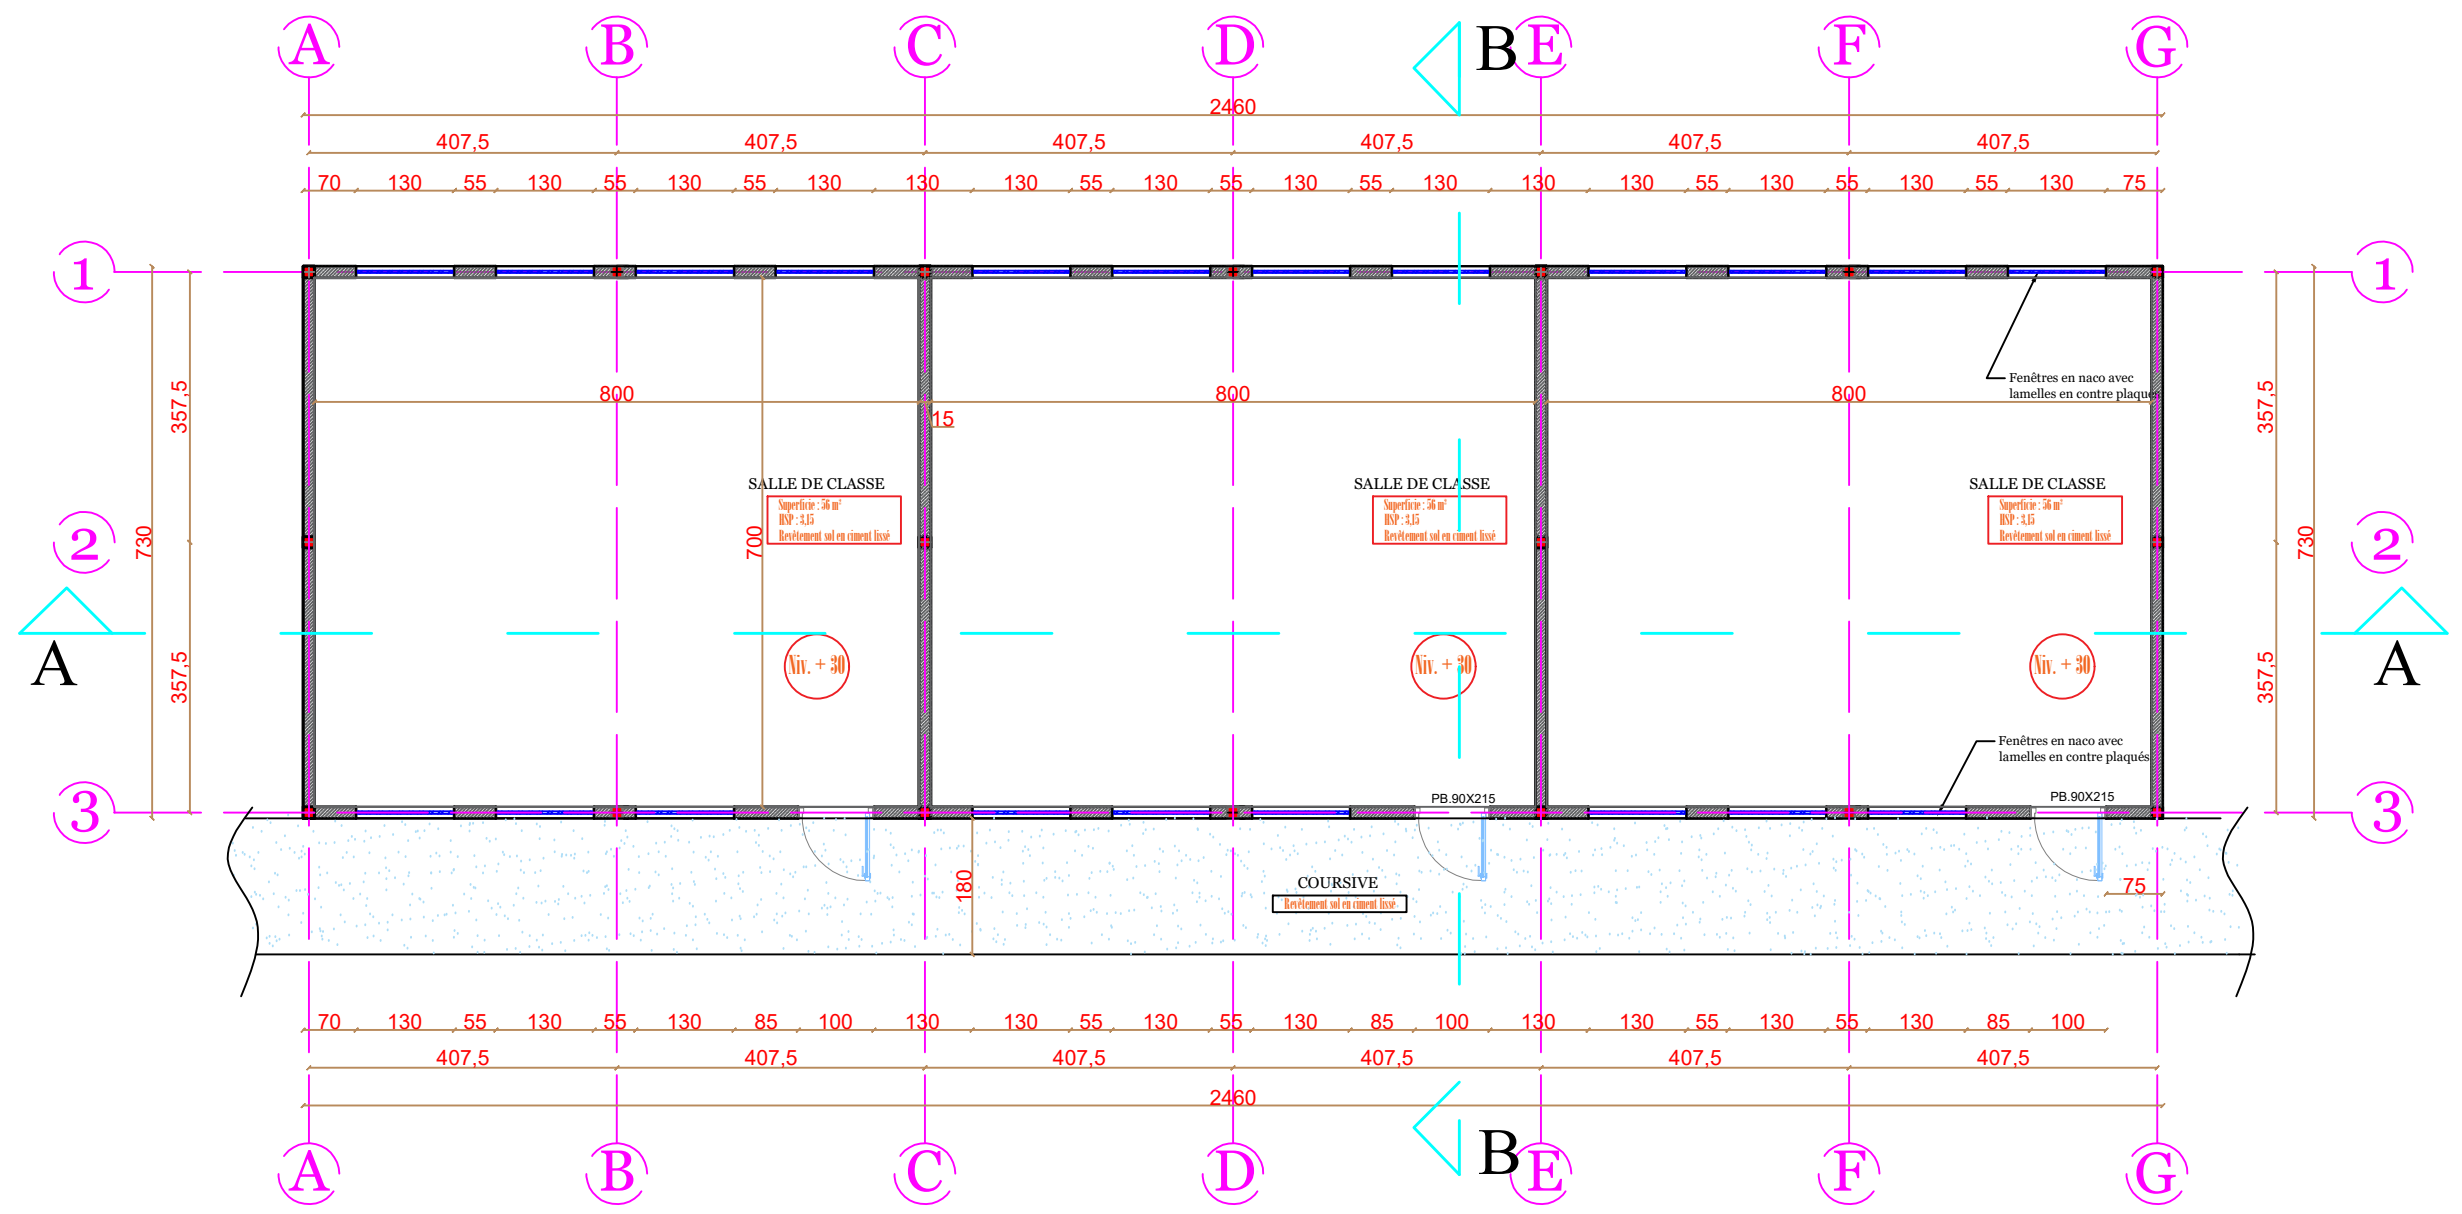 A B C D B E F G
2460
407,5 407,5 407,5 407,5 407,5 407,5
70 130 55 130 55 130 55 130 130 130 55 130 55 130 55 130 130 130 55 130 55 130 55 130 75
1 1
Fenêtres en naco avec
lamelles en contre plaqués
800 800 800
15
357,5 357,5
SALLE DE CLASSE SALLE DE CLASSE SALLE DE CLASSE
Superficie : 56 m² Superficie : 56 m² Superficie : 56 m²
HSP : 3,15 HSP : 3,15 HSP : 3,15
Revêtement sol en ciment lissé Revêtement sol en ciment lissé Revêtement sol en ciment lissé
2 730 700 730 2
A A
Niv. + 30 Niv. + 30 Niv. + 30
357,5 357,5
Fenêtres en naco avec
lamelles en contre plaqués
PB.90X215 PB.90X215
3 3
180
COURSIVE
Revêtement sol en ciment lissé
75
70 130 55 130 55 130 85 100 130 130 55 130 55 130 85 100 130 130 55 130 55 130 85 100
407,5 407,5 407,5 407,5 407,5 407,5
2460
A B C D B E F G